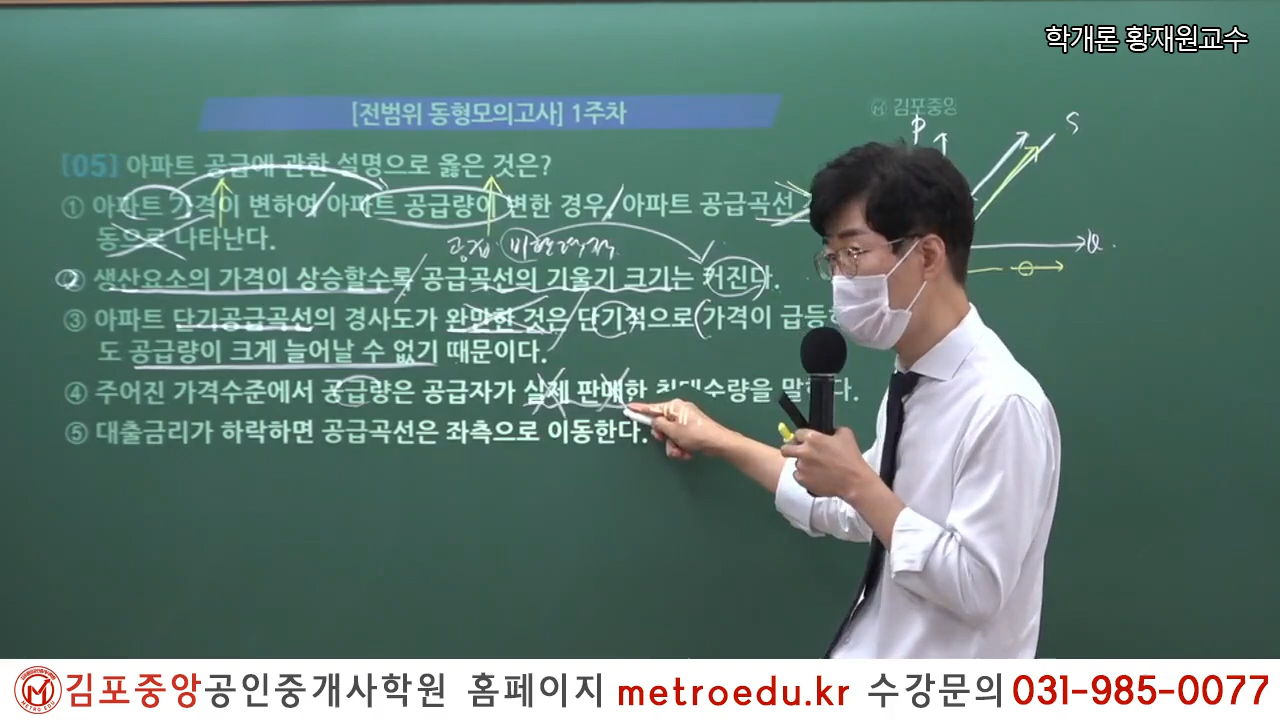 학개론 황재원교수
[전범위 동형모의고사] 1주차
김포중앙
[05] 아파트 공급에 관한 설명으로 옳은 것은?
① 아파트 가격이 변하여 아파트 공급량이 변한 경우, 아파트 공급곡선
동으로 나타난다.
② 생산요소의 가격이 상승할수록 공급곡선의 기울기 크기는 커진다.
③ 아파트 단기공급곡선의 경사도가 완만한 것은 단기적으로 가격이 급등
도 공급량이 크게 늘어날 수 없기 때문이다.
④ 주어진 가격수준에서 공급량은 공급자가 실제 판매한 최대수량을 말한다.
⑤ 대출금리가 하락하면 공급곡선은 좌측으로 이동한다.
P
S
Q
김포중앙공인중개사학원 홈페이지 metroedu.kr 수강문의 031-985-0077
METRO EDU